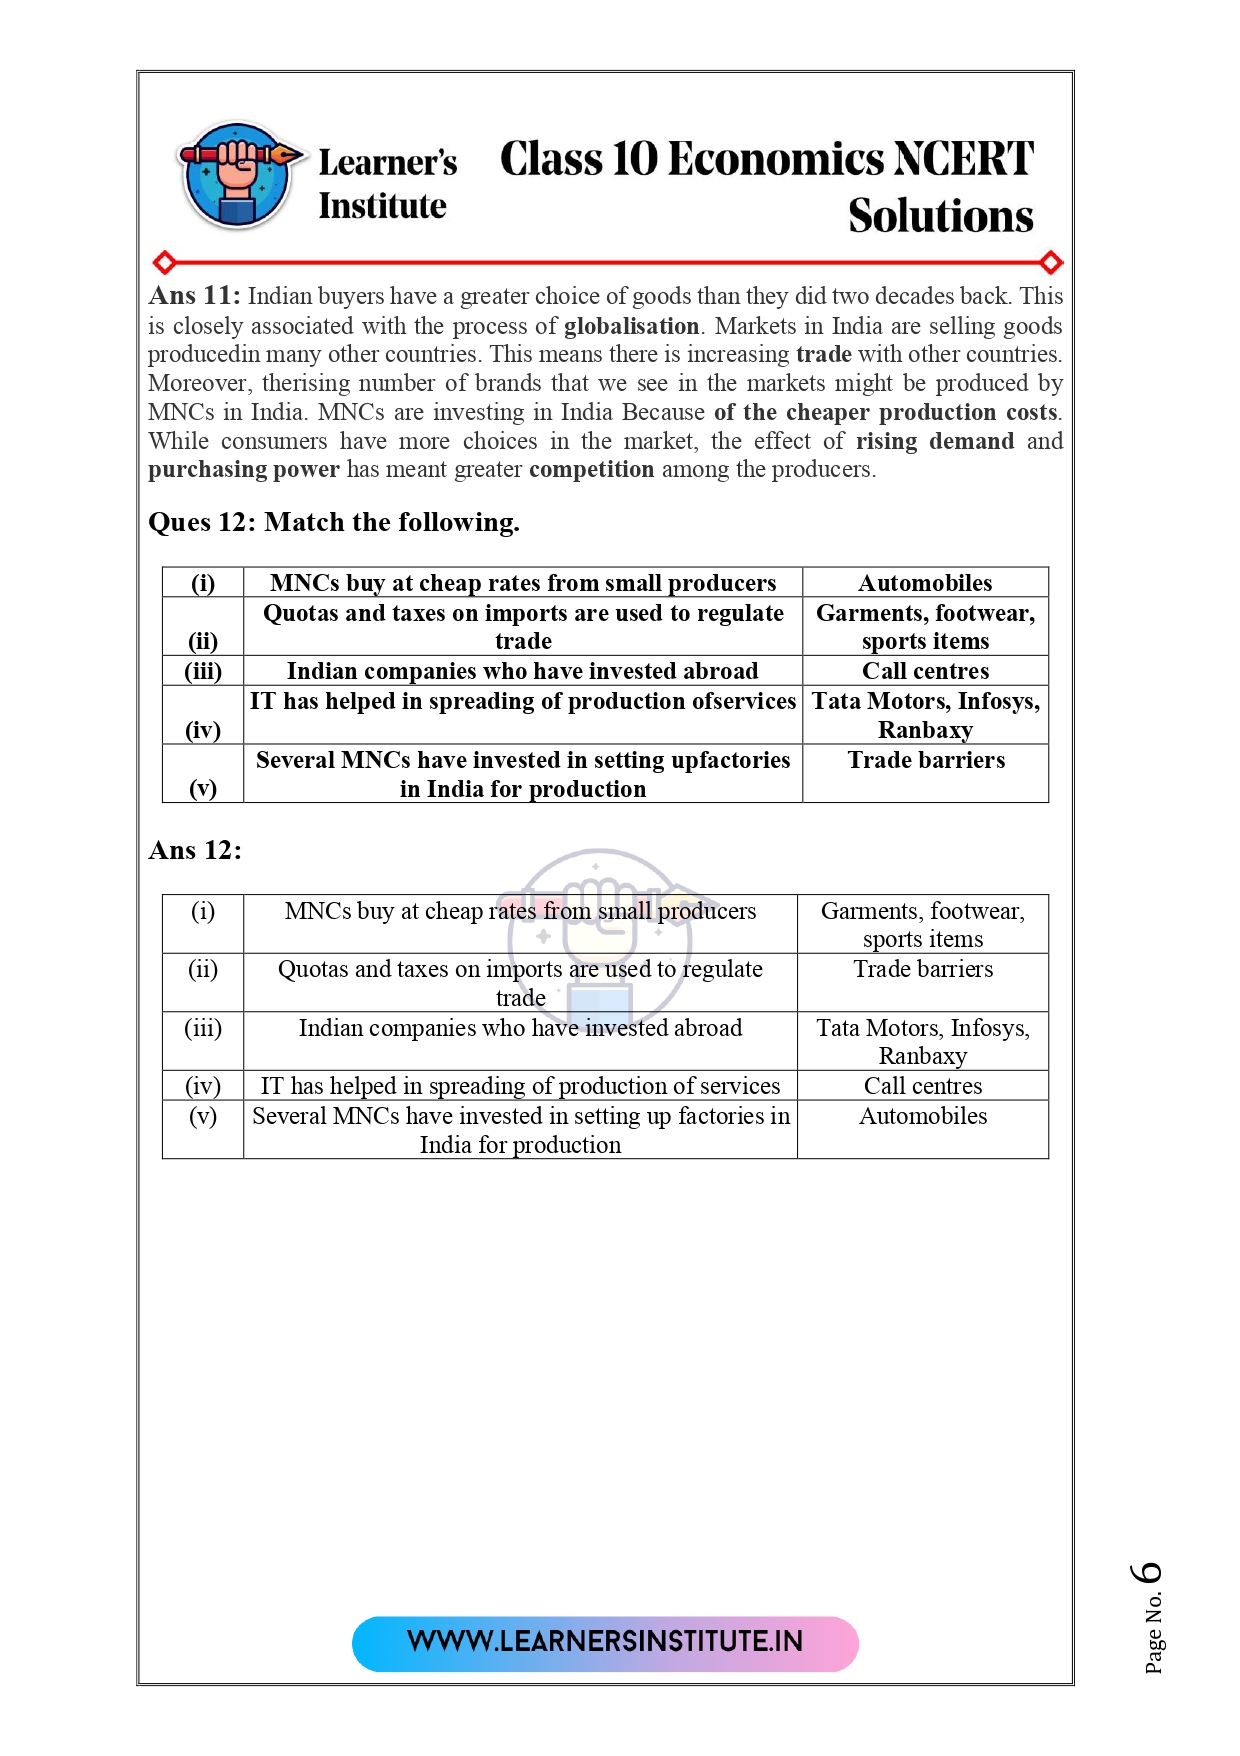 Learner's
Institute
Class 10 Economics NCERT
Solutions
Ans 11: Indian buyers have a greater choice of goods than they did two decades back. This
is closely associated with the process of globalisation. Markets in India are selling goods
producedin many other countries. This means there is increasing trade with other countries.
Moreover, therising number of brands that we see in the markets might be produced by
MNCs in India. MNCs are investing in India Because of the cheaper production costs.
While consumers have more choices in the market, the effect of rising demand and
purchasing power has meant greater competition among the producers.
Ques 12: Match the following.
(i) MNCs buy at cheap rates from small producers Automobiles
Quotas and taxes on imports are used to regulate Garments, footwear,
(ii) trade sports items
(iii) Indian companies who have invested abroad Call centres
IT has helped in spreading of production ofservices Tata Motors, Infosys,
(iv) Ranbaxy
Several MNCs have invested in setting upfactories Trade barriers
(v) in India for production
Ans 12:
(i) MNCs buy at cheap rates from small producers Garments, footwear,
sports items
(ii) Quotas and taxes on imports are used to regulate Trade barriers
trade
(iii) Indian companies who have invested abroad Tata Motors, Infosys,
Ranbaxy
(iv) IT has helped in spreading of production of services Call centres
(v) Several MNCs have invested in setting up factories in Automobiles
India for production
WWW.LEARNERSINSTITUTE.IN
Page No. 6